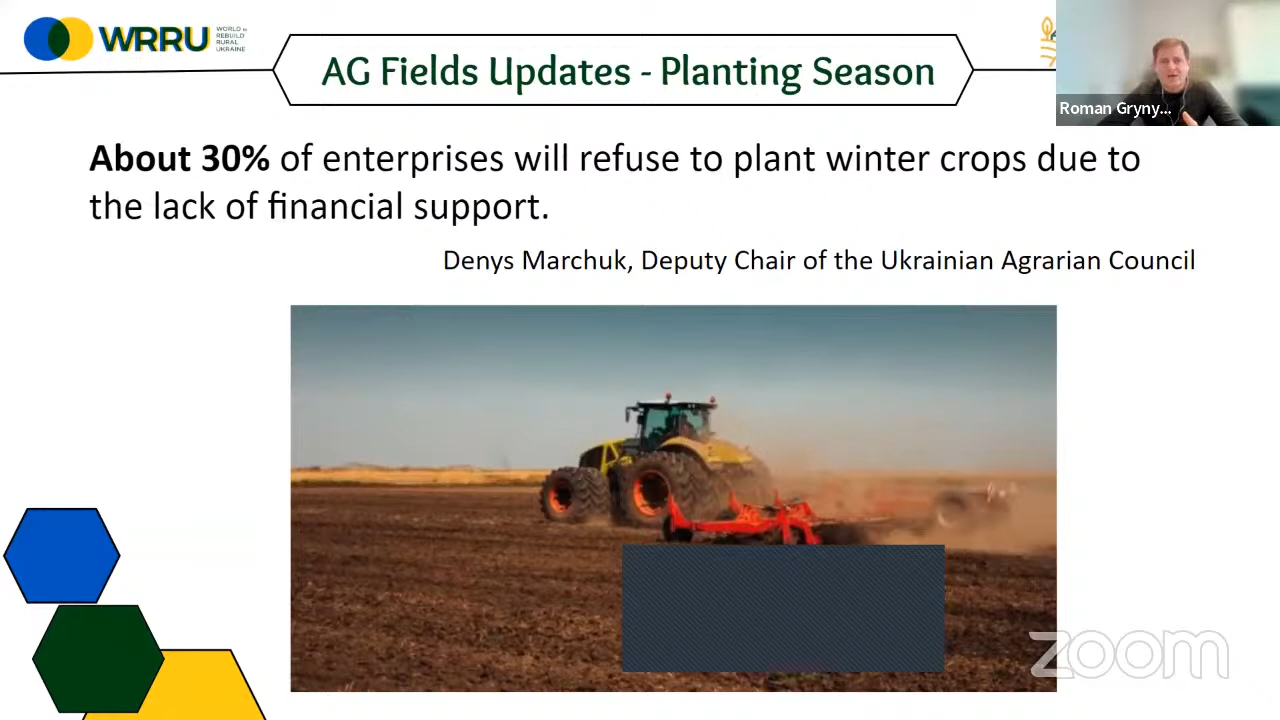 WRRU
WORLD to
REBUILD
RURAL
UKRAINE
AG Fields Updates - Planting Season
Roman Gryny...
About 30% of enterprises will refuse to plant winter crops due to
the lack of financial support.
Denys Marchuk, Deputy Chair of the Ukrainian Agrarian Council
zoom